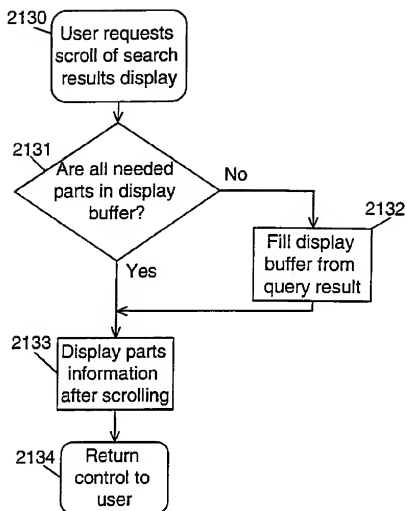 2130
User requests
scroll of search
results display
2131
Are all needed
parts in display
buffer?
No
2132
Fill display
buffer from
query result
Yes
2133
Display parts
information
after scrolling
2134
Return
control to
user